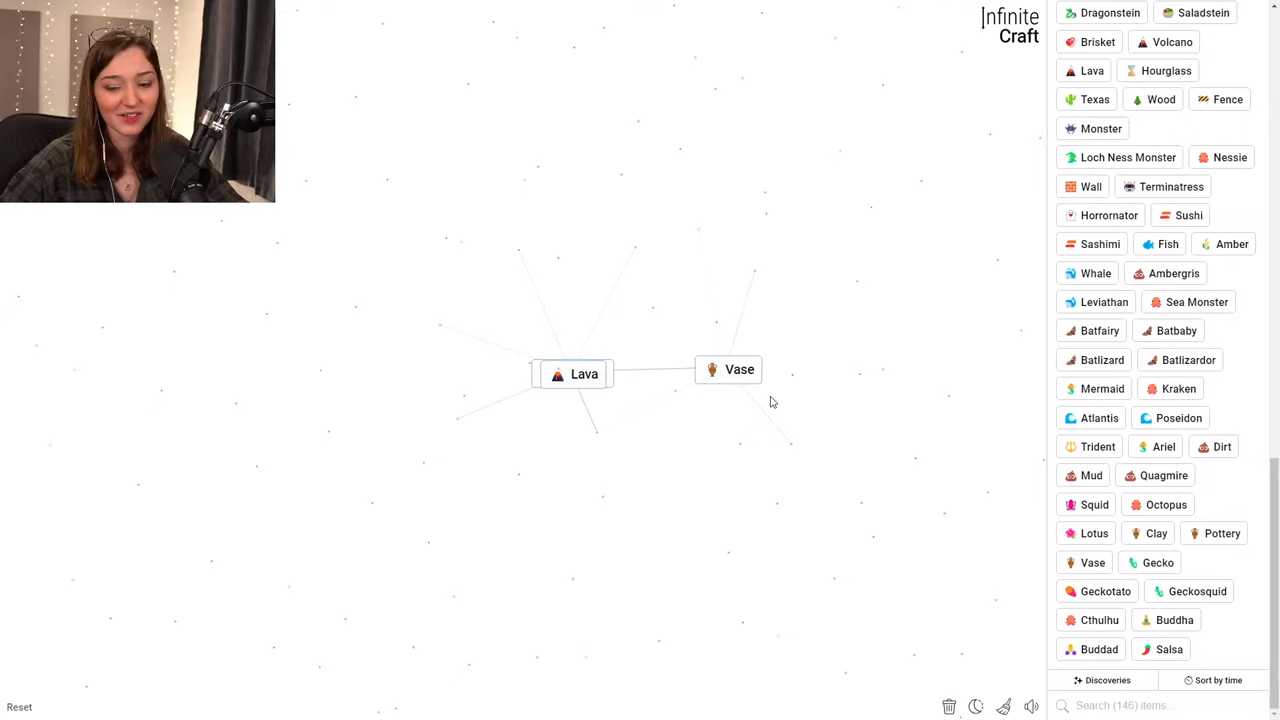 Infinite
Craft
Dragonstein Saladstein
Brisket Volcano
Lava Hourglass
Texas Wood Fence
Monster
Loch Ness Monster Nessie
Wall Terminatress
Horrornator Sushi
Sashimi Fish Amber
Whale Ambergris
Leviathan Sea Monster
Batfairy Batbaby
Batlizard Batlizardor
Mermaid Kraken
Atlantis Poseidon
Trident Ariel Dirt
Mud Quagmire
Squid Octopus
Lotus Clay Pottery
Vase Gecko
Geckotato Geckosquid
Cthulhu Buddha
Buddad Salsa
Lava Vase
Discoveries Sort by time
Search (146) items...
Reset